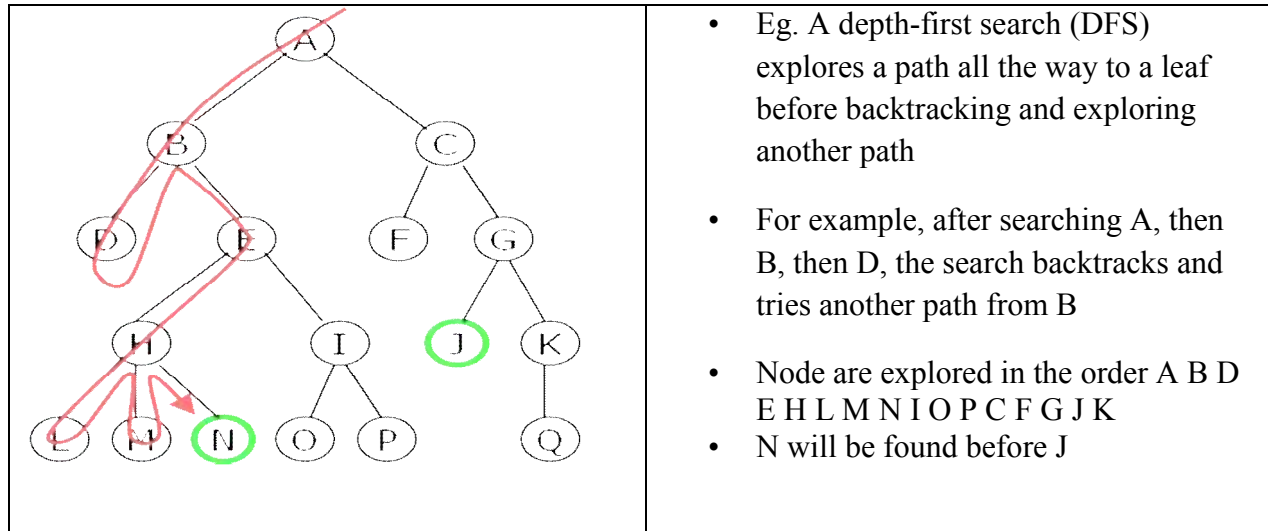 A
B C
D E F G
H I J K
L M N O P Q
• Eg. A depth-first search (DFS)
explores a path all the way to a leaf
before backtracking and exploring
another path
• For example, after searching A, then
B, then D, the search backtracks and
tries another path from B
• Node are explored in the order A B D
E H L M N I O P C F G J K
• N will be found before J